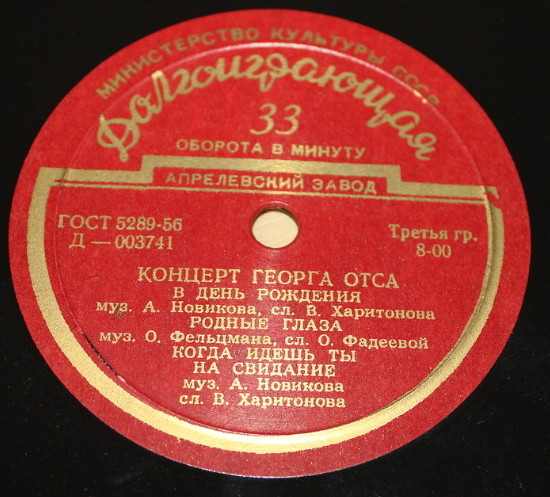 МИНИСТЕРСТВО КУЛЬТУРЫ СССР
Долгоиграющая
33
ОБОРОТА В МИНУТУ
АПРЕЛЕВСКИЙ ЗАВОД
ГОСТ 5289-56
Д — 003741
Третья гр.
8-00
КОНЦЕРТ ГЕОРГА ОТСА
В ДЕНЬ РОЖДЕНИЯ
муз. А. Новикова, сл. В. Харитонова
РОДНЫЕ ГЛАЗА
муз. О. Фельцмана, сл. О. Фадеевой
КОГДА ИДЕШЬ ТЫ
НА СВИДАНИЕ
муз. А. Новикова
сл. В. Харитонова